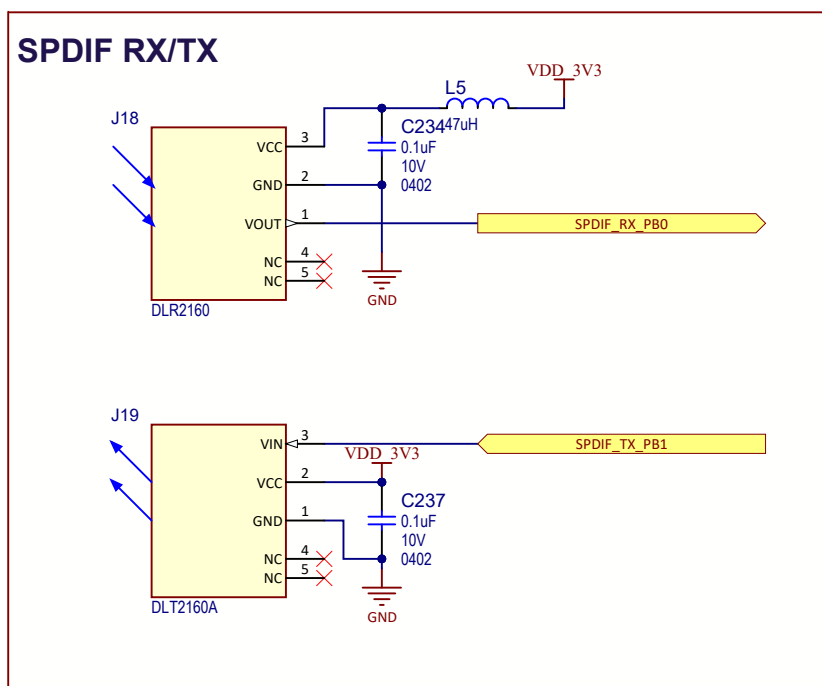 SPDIF RX/TX
VDD_3V3
L5
47uH
J18
C234
0.1uF
10V
0402
VCC 3
GND 2
VOUT 1
NC 4
NC 5
SPDIF_RX_PB0
GND
DLR2160
J19
VIN 3
SPDIF_TX_PB1
VDD_3V3
VCC 2
GND 1
NC 4
NC 5
C237
0.1uF
10V
0402
GND
DLT2160A